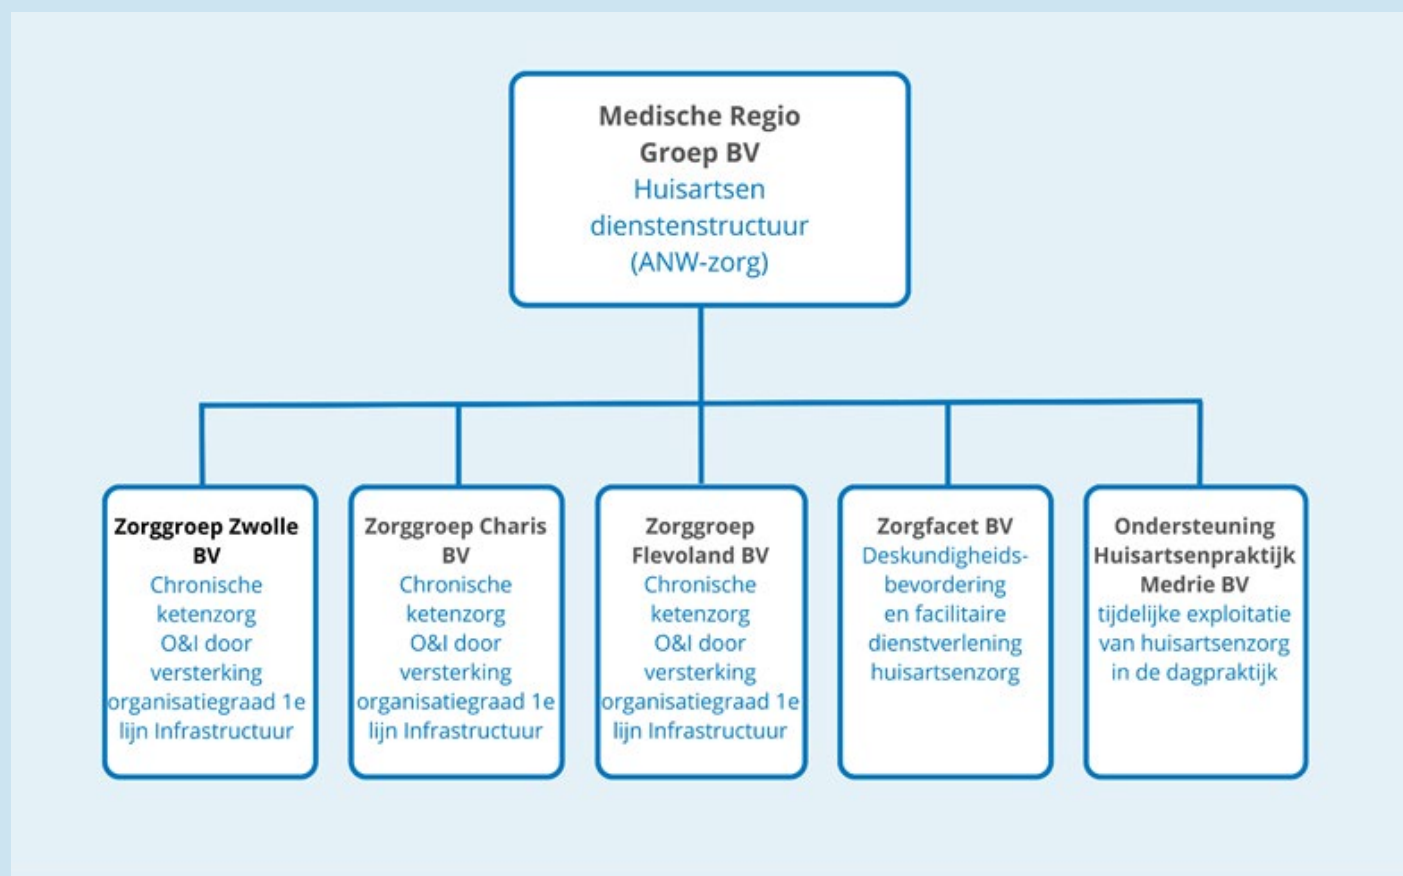 Medische Regio
Groep BV
Huisartsen
dienstenstructuur
(ANW-zorg)
Zorggroep Zwolle
BV
Chronische
ketenzorg
O&I door
versterking
organisatiegraad 1e
lijn Infrastructuur
Zorggroep Charis
BV
Chronische
ketenzorg
O&I door
versterking
organisatiegraad 1e
lijn Infrastructuur
Zorggroep
Flevoland BV
Chronische
ketenzorg
O&I door
versterking
organisatiegraad 1e
lijn Infrastructuur
Zorgfacet BV
Deskundigheids-
bevordering
en facilitaire
dienstverlening
huisartsenzorg
Ondersteuning
Huisartsenpraktijk
Medrie BV
tijdelijke exploitatie
van huisartsenzorg
in de dagpraktijk